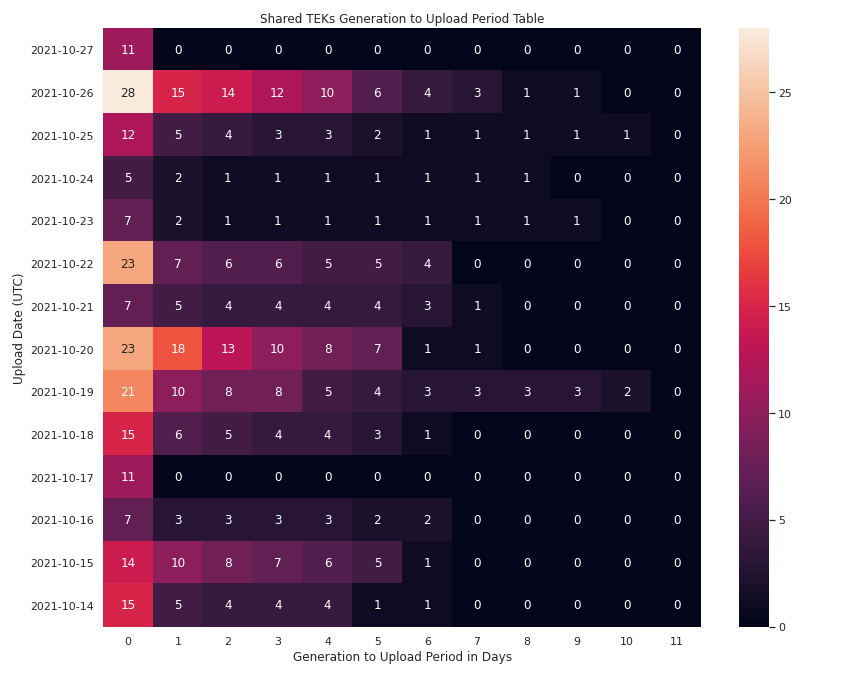 Shared TEKs Generation to Upload Period Table
Upload Date (UTC)
2021-10-27 11 0 0 0 0 0 0 0 0 0 0 0
2021-10-26 28 15 14 12 10 6 4 3 1 1 0 0
2021-10-25 12 5 4 3 3 2 1 1 1 1 1 0
2021-10-24 5 2 1 1 1 1 1 1 1 0 0 0
2021-10-23 7 2 1 1 1 1 1 1 1 1 0 0
2021-10-22 23 7 6 6 5 5 4 0 0 0 0 0
2021-10-21 7 5 4 4 4 4 3 1 0 0 0 0
2021-10-20 23 18 13 10 8 7 1 1 0 0 0 0
2021-10-19 21 10 8 8 5 4 3 3 3 3 2 0
2021-10-18 15 6 5 4 4 3 1 0 0 0 0 0
2021-10-17 11 0 0 0 0 0 0 0 0 0 0 0
2021-10-16 7 3 3 3 3 2 2 0 0 0 0 0
2021-10-15 14 10 8 7 6 5 1 0 0 0 0 0
2021-10-14 15 5 4 4 4 1 1 0 0 0 0 0
0 1 2 3 4 5 6 7 8 9 10 11
Generation to Upload Period in Days
25
20
15
10
5
0